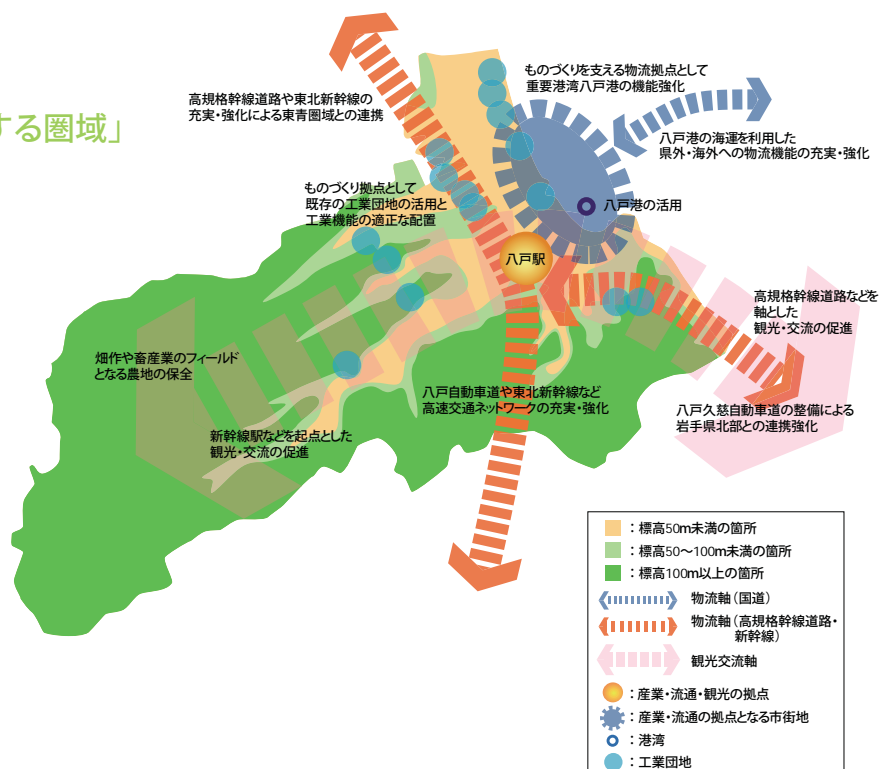 する圏域」
高規格幹線道路や東北新幹線の
充実・強化による東青圏域との連携
ものづくりを支える物流拠点として
重要港湾八戸港の機能強化
八戸港の海運を利用した
県外・海外への物流機能の充実・強化
ものづくり拠点として
既存の工業団地の活用と
工業機能の適正な配置
八戸港の活用
八戸駅
高規格幹線道路などを
軸とした
観光・交流の促進
畑作や畜産業のフィールド
となる農地の保全
八戸自動車道や東北新幹線など
高速交通ネットワークの充実・強化
八戸久慈自動車道の整備による
岩手県北部との連携強化
新幹線駅などを起点とした
観光・交流の促進
：標高50m未満の箇所
：標高50～100m未満の箇所
：標高100m以上の箇所
物流軸（国道）
物流軸（高規格幹線道路・
新幹線）
観光交流軸
：産業・流通・観光の拠点
：産業・流通の拠点となる市街地
：港湾
：工業団地